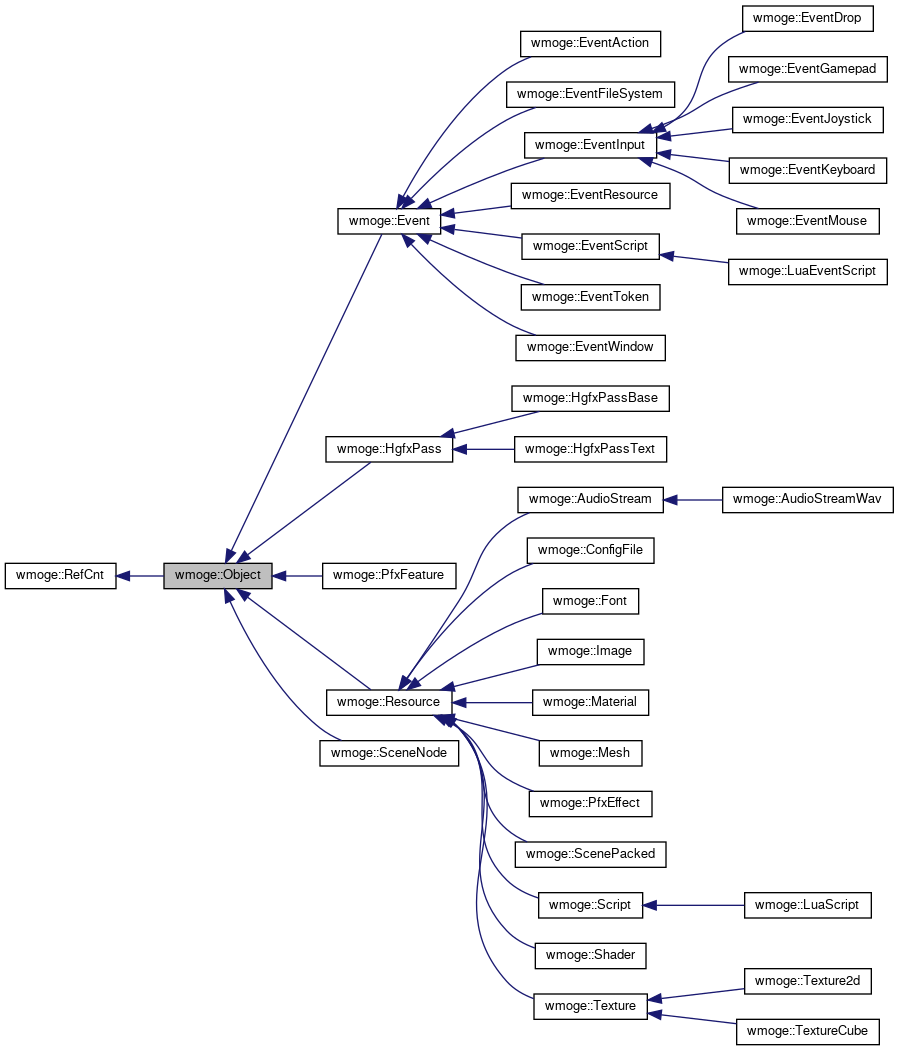 wmoge::EventDrop
wmoge::EventAction
wmoge::EventGamepad
wmoge::EventFileSystem
wmoge::EventJoystick
wmoge::EventInput
wmoge::EventKeyboard
wmoge::EventResource
wmoge::Event
wmoge::EventMouse
wmoge::EventScript
wmoge::LuaEventScript
wmoge::EventToken
wmoge::EventWindow
wmoge::HgfxPassBase
wmoge::HgfxPass
wmoge::HgfxPassText
wmoge::AudioStream
wmoge::AudioStreamWav
wmoge::ConfigFile
wmoge::RefCnt
wmoge::Object
wmoge::PfxFeature
wmoge::Font
wmoge::Image
wmoge::Resource
wmoge::Material
wmoge::SceneNode
wmoge::Mesh
wmoge::PfxEffect
wmoge::ScenePacked
wmoge::Script
wmoge::LuaScript
wmoge::Shader
wmoge::Texture2d
wmoge::Texture
wmoge::TextureCube